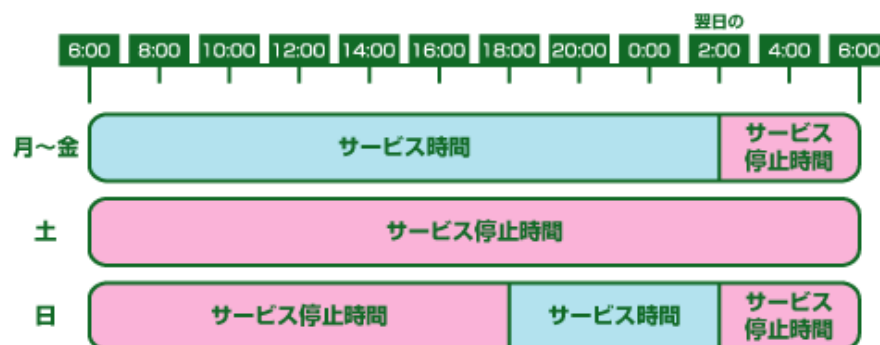 翌日の
6:00 8:00 10:00 12:00 14:00 16:00 18:00 20:00 0:00 2:00 4:00 6:00
月～金 サービス時間 サービス
停止時間
土 サービス停止時間
日 サービス停止時間 サービス時間 サービス
停止時間